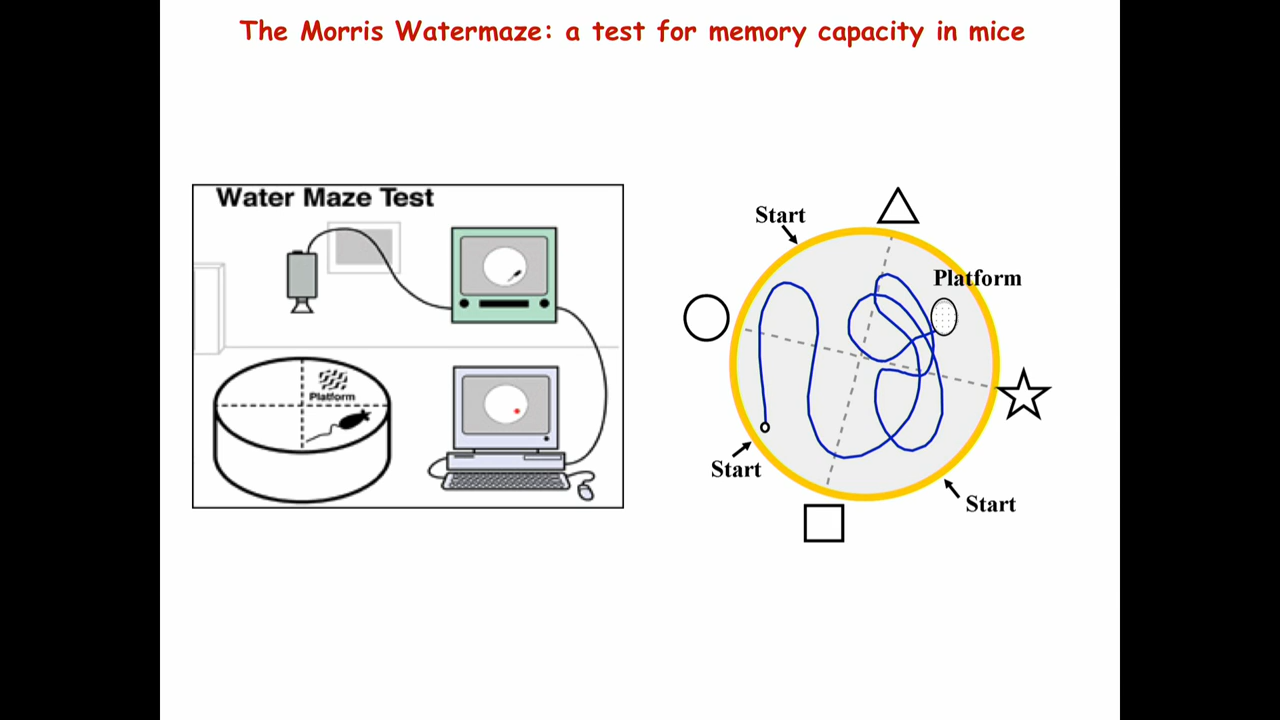 The Morris Watermaze: a test for memory capacity in mice
Water Maze Test
Platform
Start
Platform
Start
Start